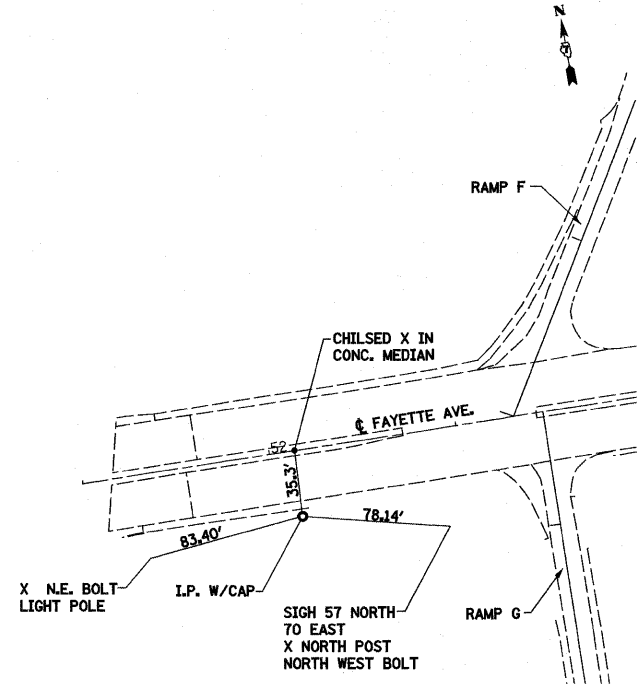 N
RAMP F
CHILSED X IN
CONC. MEDIAN
℄ FAYETTE AVE.
52
35.3'
83.40'
78.14'
X N.E. BOLT
LIGHT POLE
I.P. W/CAP
SIGH 57 NORTH
70 EAST
X NORTH POST
NORTH WEST BOLT
RAMP G